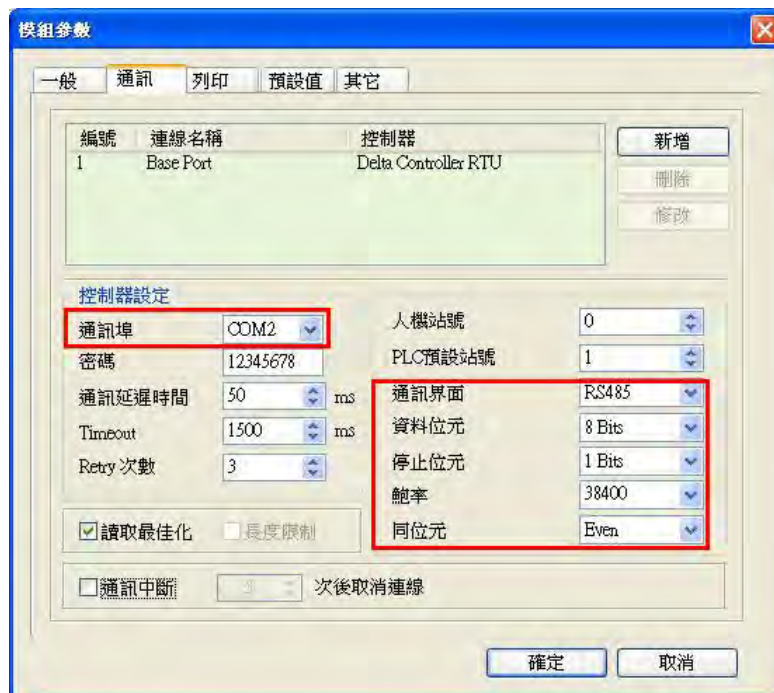 模組參數
一般 通訊 列印 預設值 其它
編號 連線名稱 控制器
1 Base Port Delta Controller RTU
新增
刪除
修改
控制器設定
通訊埠 COM2
密碼 12345678
通訊延遲時間 50 ms
Timeout 1500 ms
Retry 次數 3
人機站號 0
PLC預設站號 1
通訊界面 RS485
資料位元 8 Bits
停止位元 1 Bits
鮑率 38400
同位元 Even
讀取最佳化 長度限制
通訊中斷 次後取消連線
確定 取消